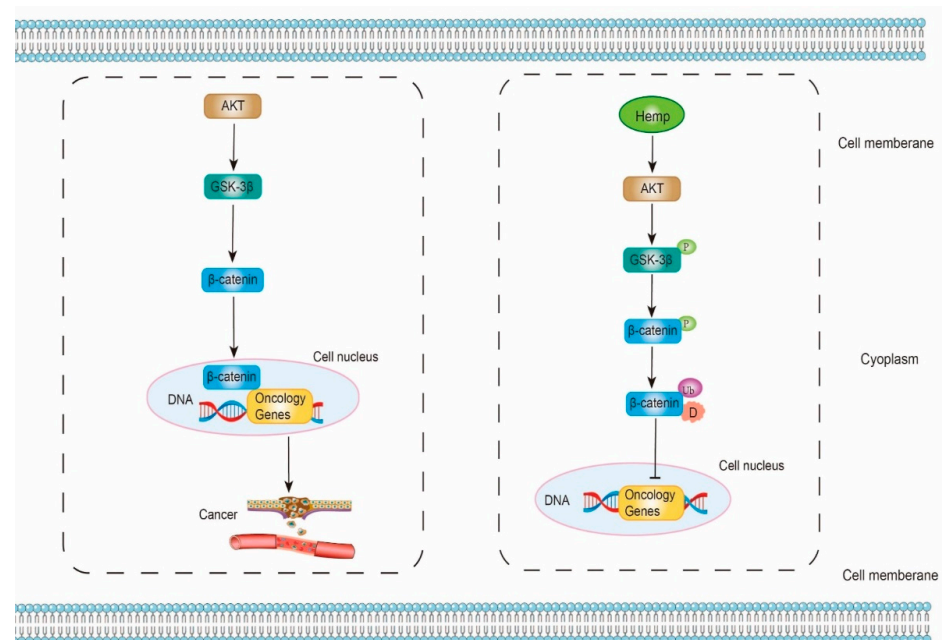 AKT
GSK-3β
β-catenin
Cell nucleus
β-catenin
DNA
Oncology
Genes
Cancer
Hemp
AKT
P
GSK-3β
P
β-catenin
Ub
β-catenin
D
Cell nucleus
DNA
Oncology
Genes
Cell memberane
Cyoplasm
Cell memberane